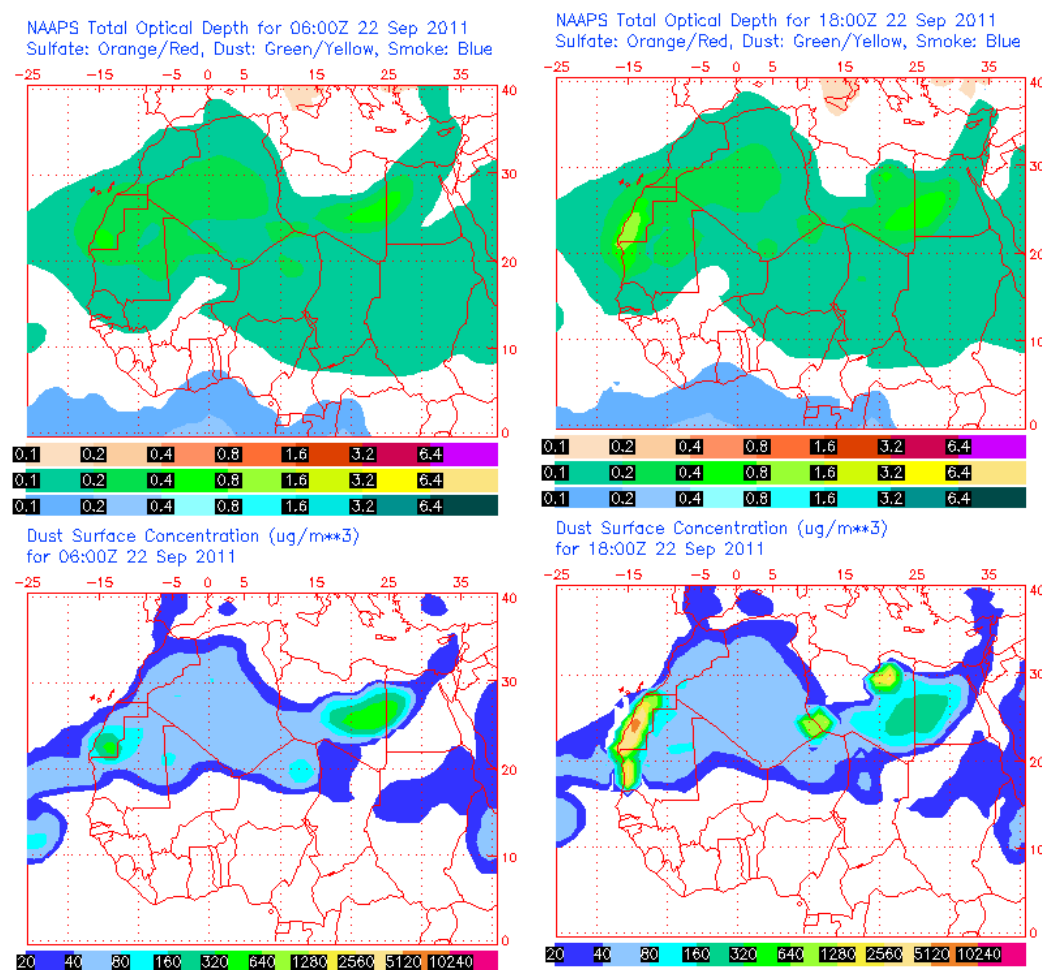 NAAPS Total Optical Depth for 06:00Z 22 Sep 2011
Sulfate: Orange/Red, Dust: Green/Yellow, Smoke: Blue
-25 -15 -5 0 5 15 25 35
40
30
20
10
0
0.1 0.2 0.4 0.8 1.6 3.2 6.4
0.1 0.2 0.4 0.8 1.6 3.2 6.4
0.1 0.2 0.4 0.8 1.6 3.2 6.4
NAAPS Total Optical Depth for 18:00Z 22 Sep 2011
Sulfate: Orange/Red, Dust: Green/Yellow, Smoke: Blue
-25 -15 -5 0 5 15 25 35
40
30
20
10
0
0.1 0.2 0.4 0.8 1.6 3.2 6.4
0.1 0.2 0.4 0.8 1.6 3.2 6.4
0.1 0.2 0.4 0.8 1.6 3.2 6.4
Dust Surface Concentration (ug/m**3)
for 06:00Z 22 Sep 2011
-25 -15 -5 0 5 15 25 35
40
30
20
10
0
20 40 80 160 320 640 1280 2560 5120 10240
Dust Surface Concentration (ug/m**3)
for 18:00Z 22 Sep 2011
-25 -15 -5 0 5 15 25 35
40
30
20
10
0
20 40 80 160 320 640 1280 2560 5120 10240